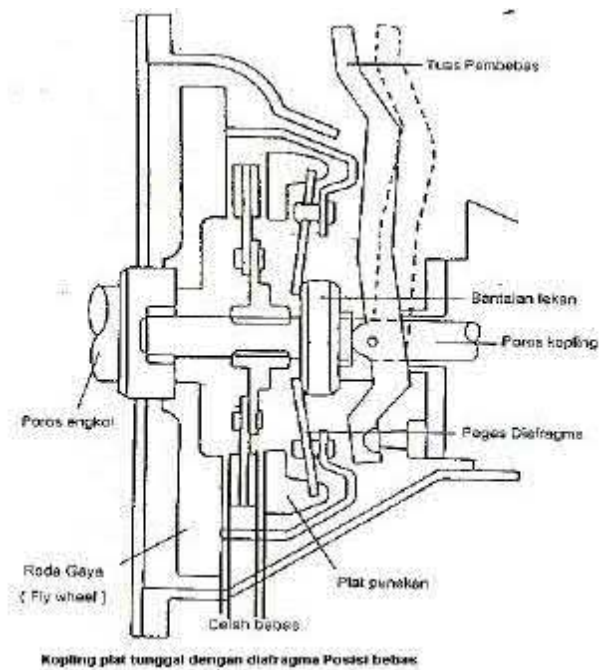 Tuas Pambebas
Bantalan tekan
Poros kopling
Poros engkol
Pegas Diafragma
Roda Gaya
( Fly wheel )
Plat penekan
Celah bebas
Kopling plat tunggal dengan diafragma Posisi bebas